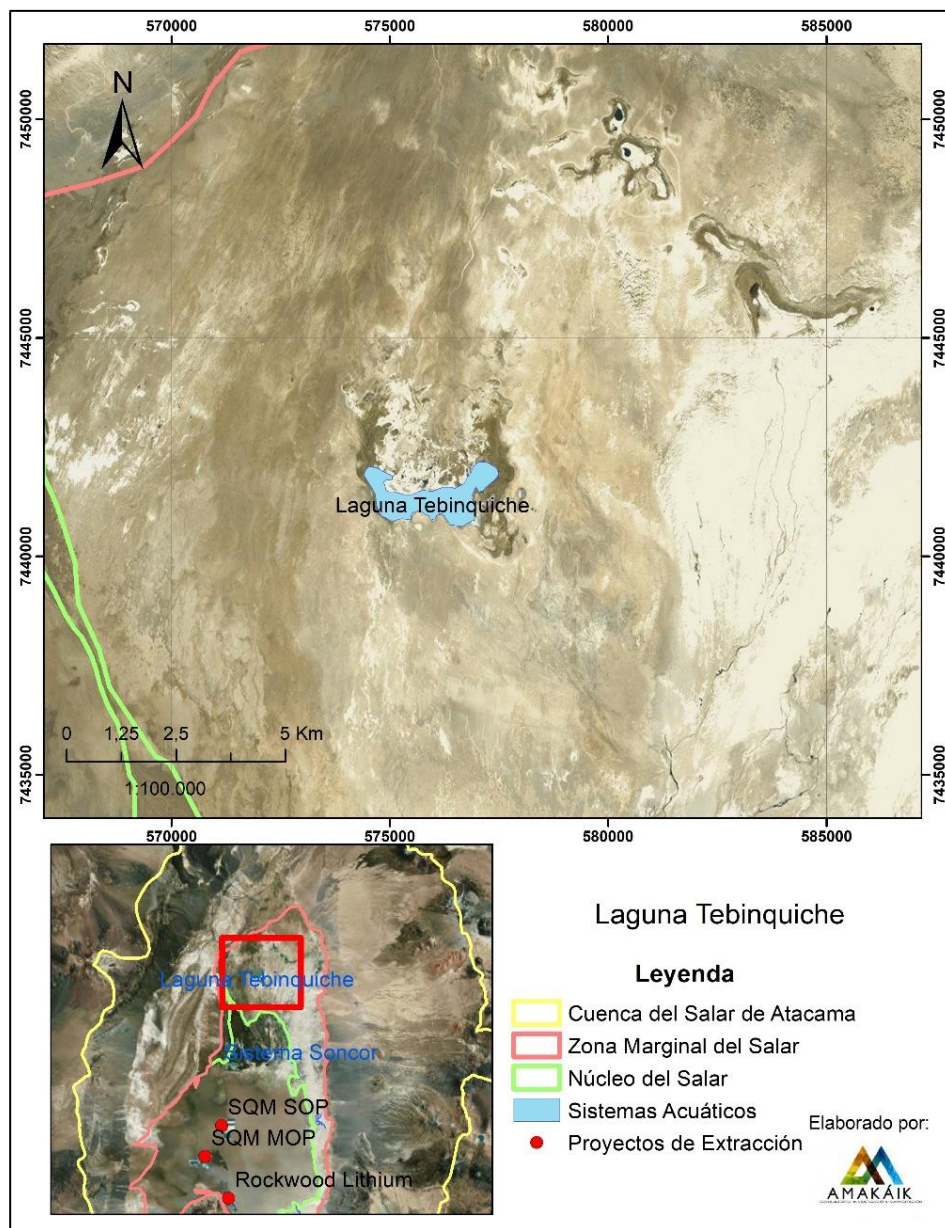 570000 575000 580000 585000
N
7450000 7450000
7445000 7445000
Laguna Tebinquiche
7440000 7440000
0 1,25 2,5 5 Km
1:100.000
7435000 7435000
570000 575000 580000 585000
Laguna Tebinquiche
Sistema Soncor
SQM SOP
SQM MOP
Rockwood Lithium
Laguna Tebinquiche
Leyenda
Cuenca del Salar de Atacama
Zona Marginal del Salar
Núcleo del Salar
Sistemas Acuáticos
Proyectos de Extracción
Elaborado por:
AMAKÁIK